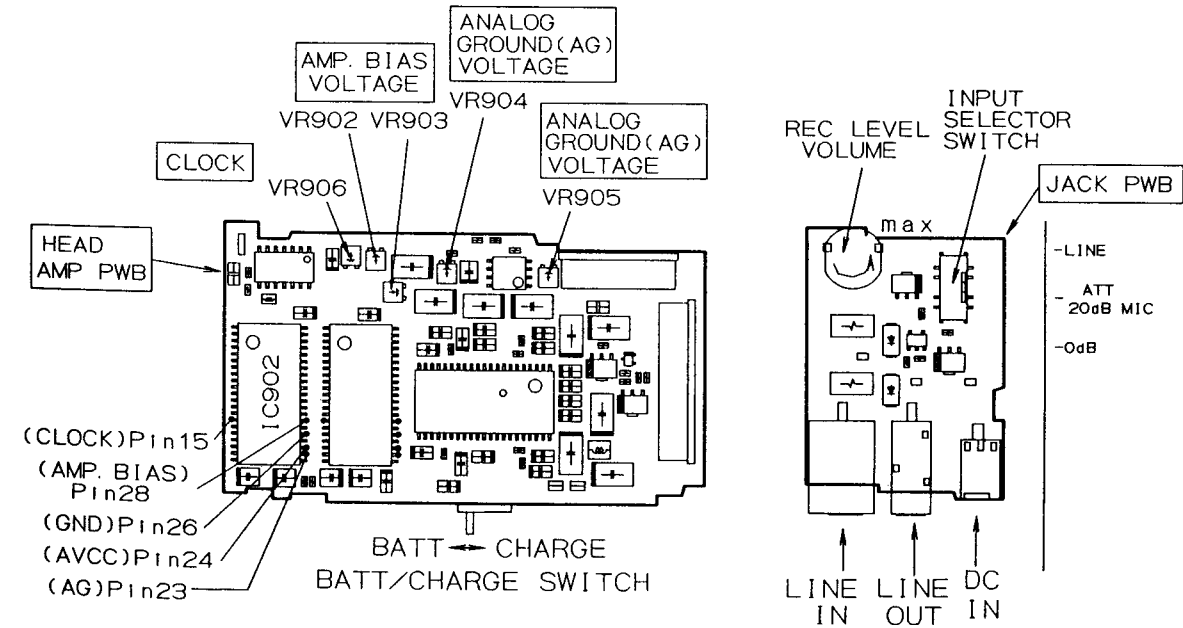 ANALOG
GROUND(AG)
VOLTAGE
AMP. BIAS
VOLTAGE
VR904
VR902 VR903
ANALOG
GROUND(AG)
VOLTAGE
CLOCK
VR906
VR905
HEAD
AMP PWB
IC902
(CLOCK)Pin15
(AMP. BIAS)
Pin28
(GND)Pin26
(AVCC)Pin24
(AG)Pin23
BATT CHARGE
BATT/CHARGE SWITCH
REC LEVEL
VOLUME
INPUT
SELECTOR
SWITCH
JACK PWB
max
-LINE
- ATT
20dB MIC
-0dB
LINE
IN
LINE
OUT
DC
IN